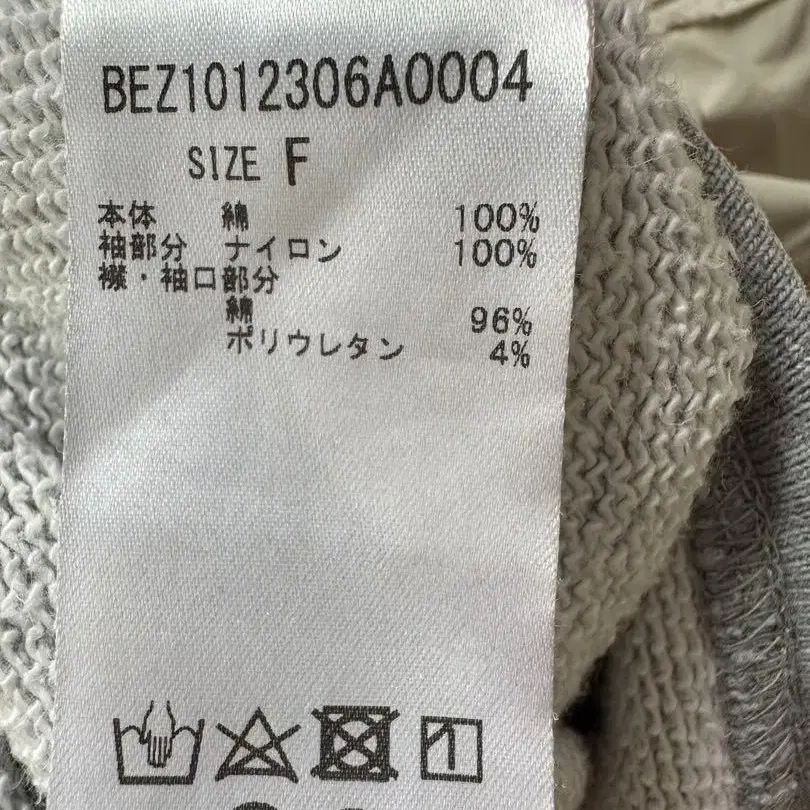 BEZ1012306A0004
SIZE F
本体 綿 100%
袖部分 ナイロン 100%
襟・袖口部分
綿 96%
ポリウレタン 4%